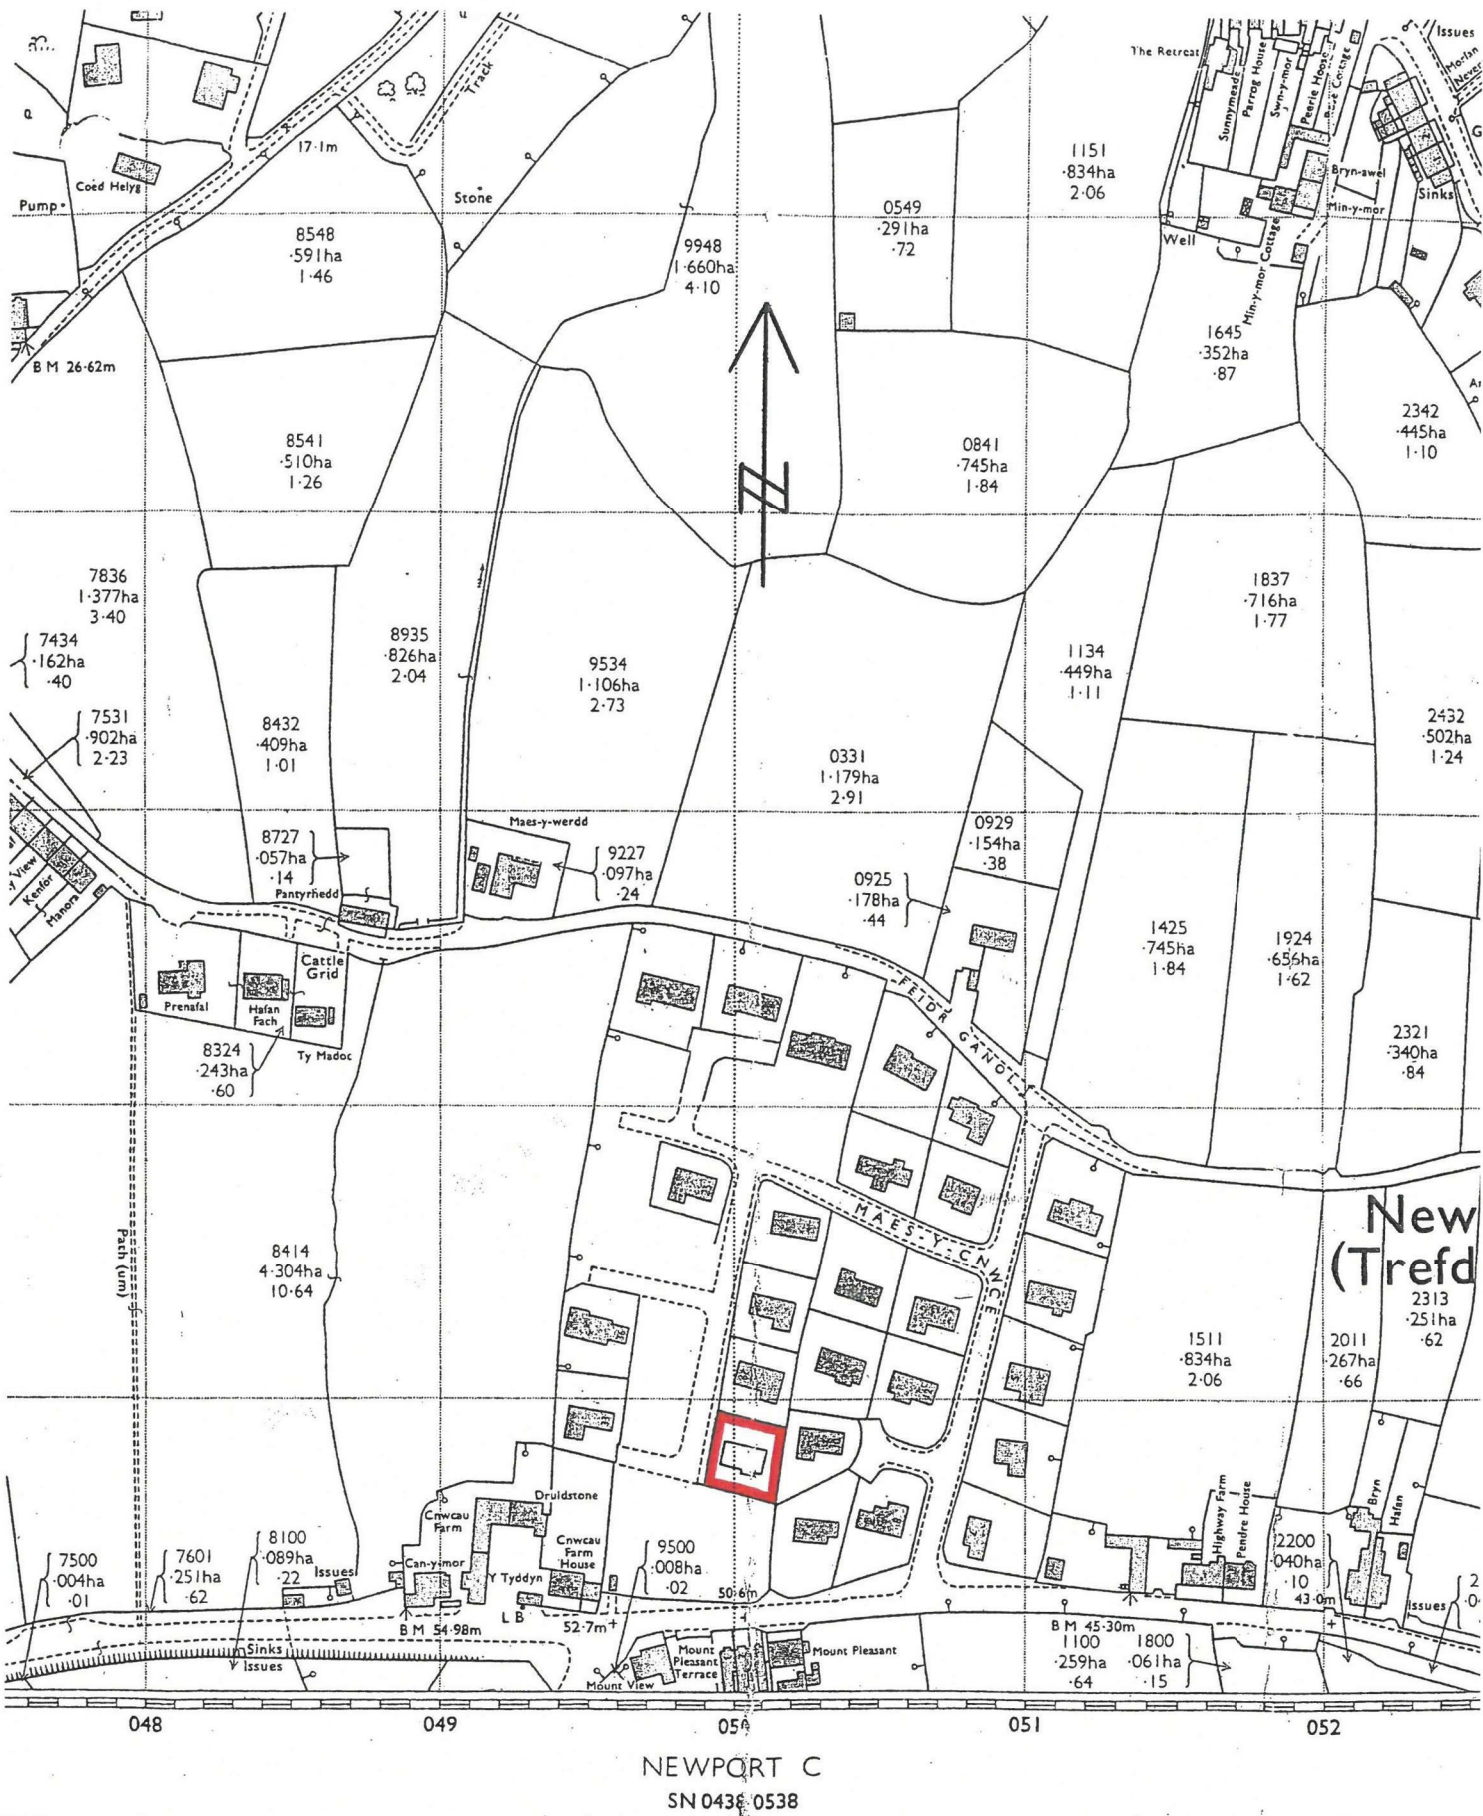 Issues
The Retreat
Sunnymeade
Parrog House
Swn-y-mor
Peerie House
Track
17·1m
Coed Helyg
Pump
Stone
1151
·834ha
2·06
Bryn-awel
Min-y-mor
Sinks
Well
Min-y-mor Cottage
8548
·591ha
1·46
9948
1·660ha
4·10
0549
·291ha
·72
B M 26·62m
1645
·352ha
·87
2342
·445ha
1·10
8541
·510ha
1·26
0841
·745ha
1·84
N
7836
1·377ha
3·40
7434
·162ha
·40
8935
·826ha
2·04
9534
1·106ha
2·73
1837
·716ha
1·77
1134
·449ha
1·11
7531
·902ha
2·23
8432
·409ha
1·01
0331
1·179ha
2·91
2432
·502ha
1·24
Maes-y-werdd
8727
·057ha
·14
9227
·097ha
·24
0929
·154ha
·38
0925
·178ha
·44
y View
Kenfor
Manora
Pantyrhedd
Cattle
Grid
1425
·745ha
1·84
1924
·656ha
1·62
Prenafal
Hafan
Fach
Ty Madoc
8324
·243ha
·60
FEIDR GANOL
2321
·340ha
·84
Path (um)
8414
4·304ha
10·64
MAES-Y-CNWCE
New
(Trefd
2313
·251ha
·62
1511
·834ha
2·06
2011
·267ha
·66
Druidstone
Cnwcau
Farm
Cnwcau
Farm
House
Can-y-mor
Y Tyddyn
L B
Highway Farm
Pendre House
Bryn
Hafan
7500
·004ha
·01
7601
·251ha
·62
8100
·089ha
·22
Issues
9500
·008ha
·02
50·6m
2200
·040ha
·10
43·0m
Issues
B M 54·98m
52·7m
B M 45·30m
Sinks
Issues
Mount View
Mount
Pleasant
Terrace
Mount Pleasant
1100
·259ha
·64
1800
·061ha
·15
048
049
050
051
052
NEWPORT C
SN 0438 0538